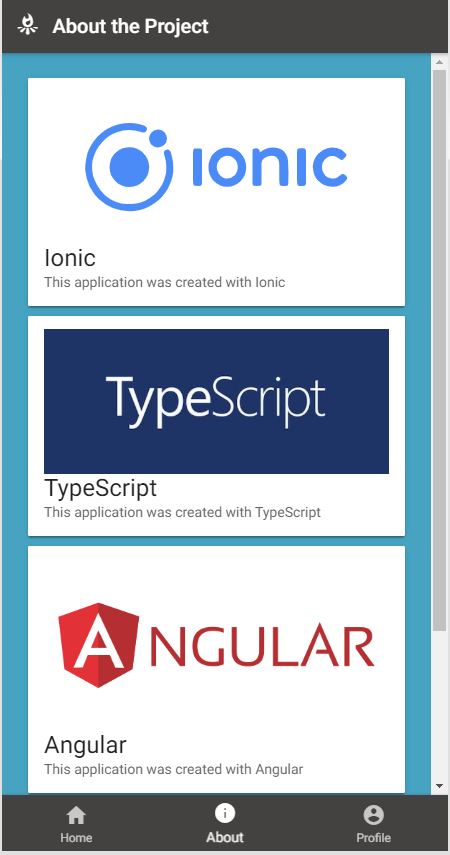 About the Project
IONIC
Ionic
This application was created with Ionic
TypeScript
TypeScript
This application was created with TypeScript
ANGULAR
Angular
This application was created with Angular
Home
About
Profile